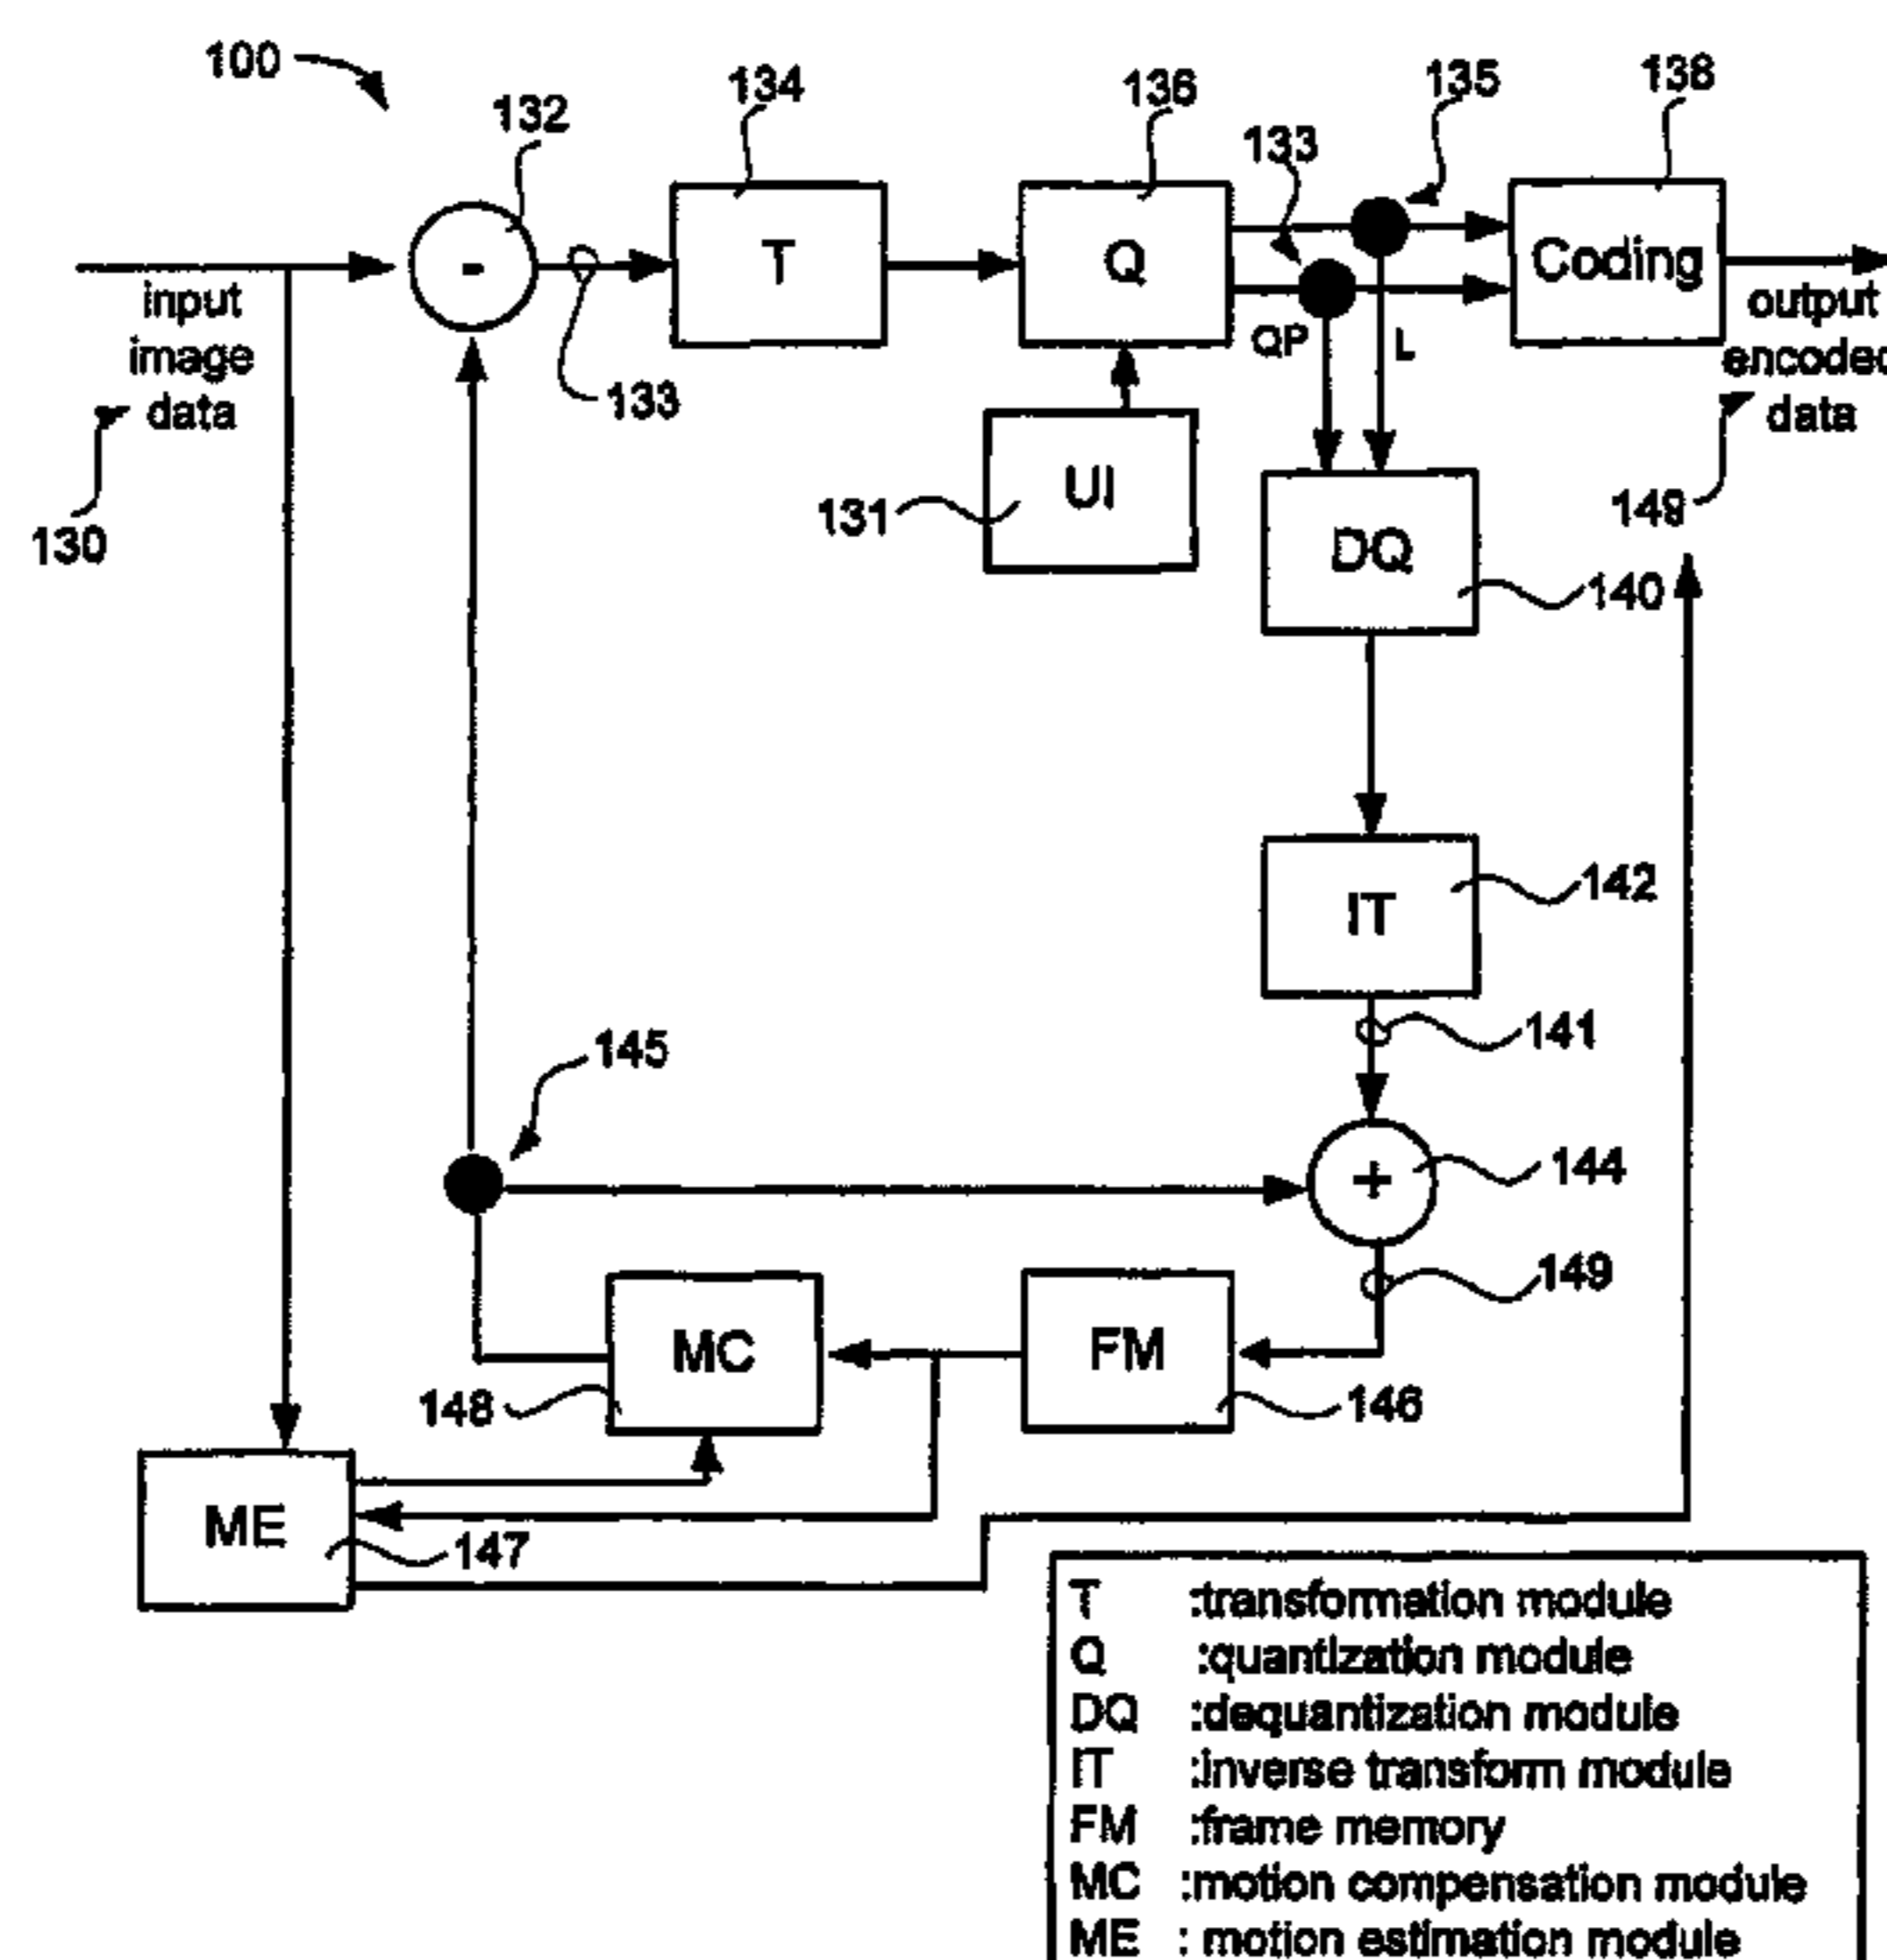 100
132
134
136
133
135
138
-
T
Q
Coding
input
image
data
130
133
QP
L
output
encoded
data
149
131
UI
DQ
140
IT
142
141
145
+
144
149
MC
148
FM
146
ME
147
T :transformation module
Q :quantization module
DQ :dequantization module
IT :inverse transform module
FM :frame memory
MC :motion compensation module
ME : motion estimation module